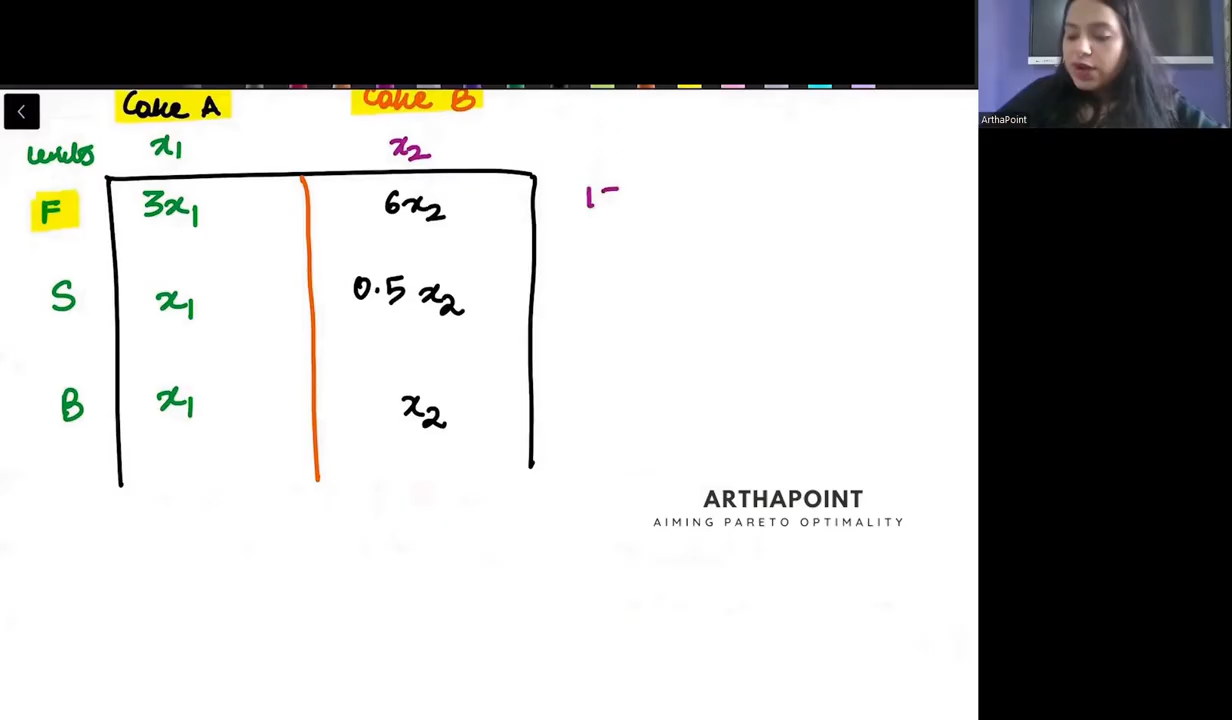 Cake A Cake B
units x₁ x₂
F 3x₁ 6x₂
S x₁ 0.5 x₂
B x₁ x₂
ARTHAPOINT
AIMING PARETO OPTIMALITY
ArthaPoint